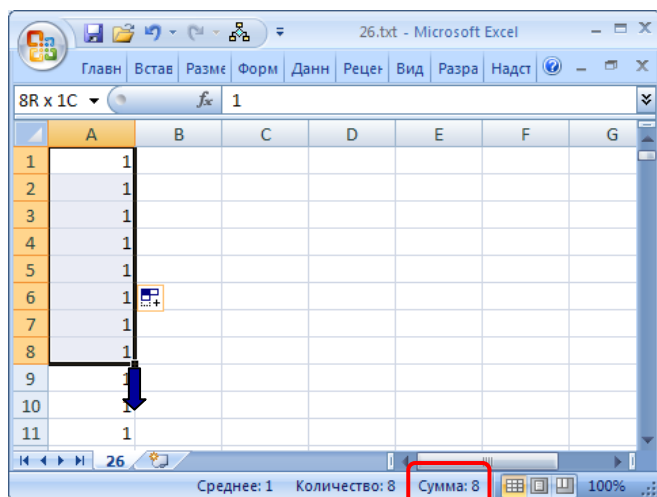 26.txt - Microsoft Excel
Главн Встав Разме Форм Данн Рецен Вид Разра Надст
8R x 1C fx 1
A B C D E F G
1 1
2 1
3 1
4 1
5 1
6 1
7 1
8 1
9 1
10 1
11 1
26
Среднее: 1 Количество: 8 Сумма: 8 100%